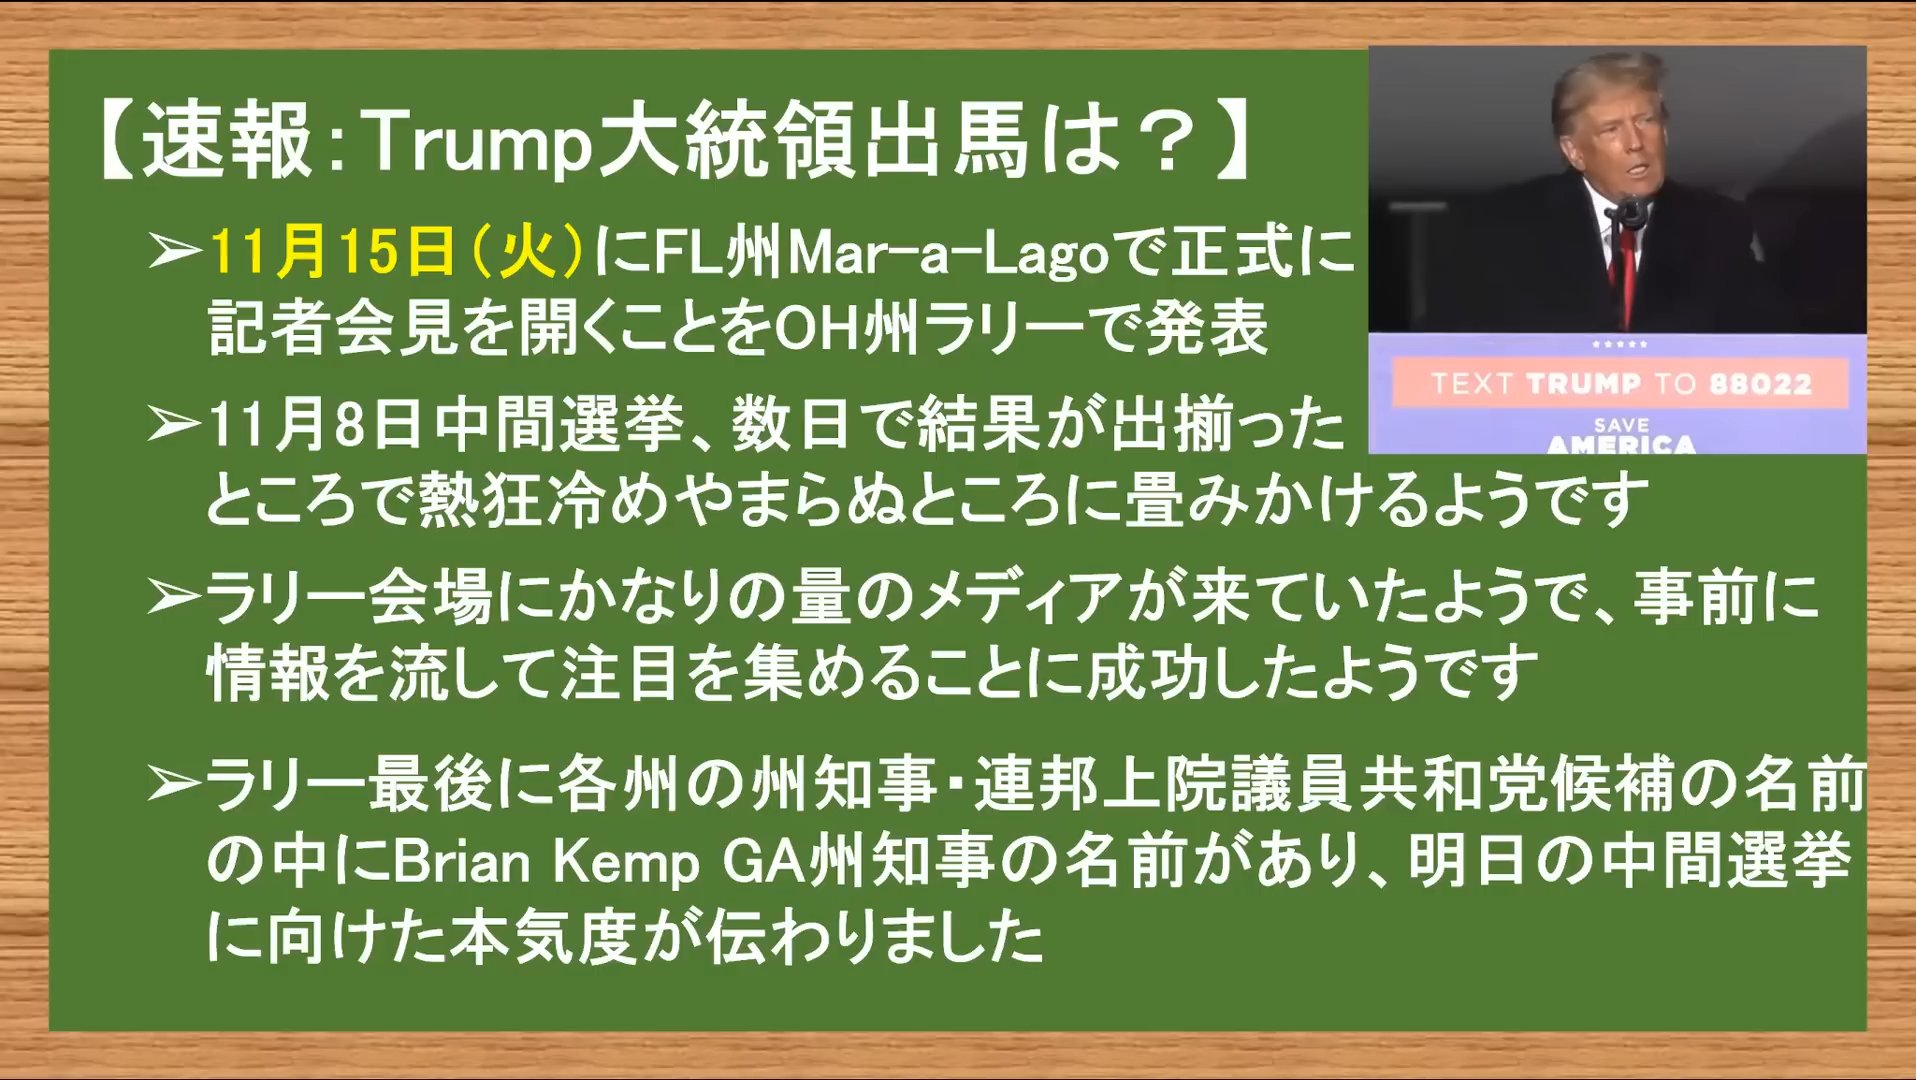 【速報：Trump大統領出馬は？】
➢11月15日（火）にFL州Mar-a-Lagoで正式に
記者会見を開くことをOH州ラリーで発表
➢11月8日中間選挙、数日で結果が出揃った
ところで熱狂冷めやまらぬところに畳みかけるようです
➢ラリー会場にかなりの量のメディアが来ていたようで、事前に
情報を流して注目を集めることに成功したようです
➢ラリー最後に各州の州知事・連邦上院議員共和党候補の名前
の中にBrian Kemp GA州知事の名前があり、明日の中間選挙
に向けた本気度が伝わりました
TEXT TRUMP TO 88022
SAVE
AMERICA